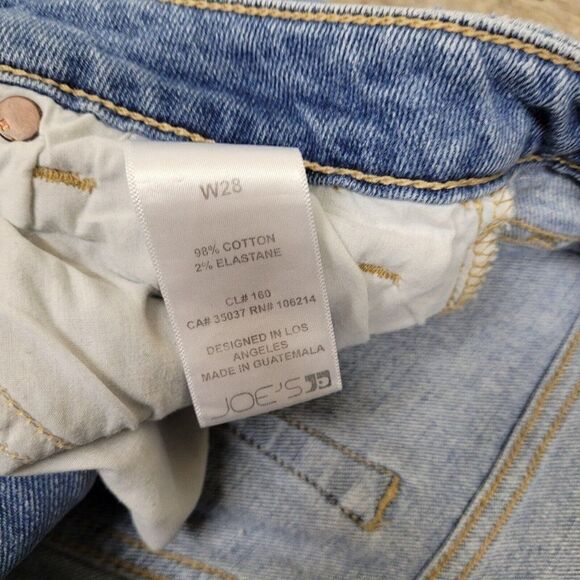 W28
98% COTTON
2% ELASTANE
CL# 160
CA# 35037 RN# 106214
DESIGNED IN LOS
ANGELES
MADE IN GUATEMALA
JOE'S